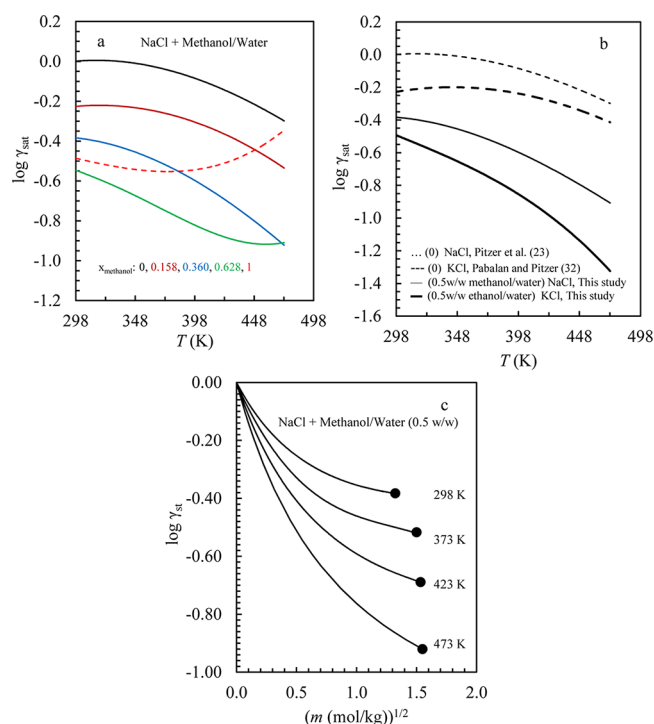 a
NaCl + Methanol/Water
0.2
0.0
-0.2
-0.4
-0.6
-0.8
-1.0
-1.2
log γsat
xmethanol: 0, 0.158, 0.360, 0.628, 1
298 348 398 448 498
T (K)
b
0.2
0.0
-0.2
-0.4
-0.6
-0.8
-1.0
-1.2
-1.4
-1.6
log γsat
(0) NaCl, Pitzer et al. (23)
(0) KCl, Pabalan and Pitzer (32)
(0.5w/w methanol/water) NaCl, This study
(0.5w/w ethanol/water) KCl, This study
298 348 398 448 498
T (K)
c
NaCl + Methanol/Water (0.5 w/w)
0.00
-0.20
-0.40
-0.60
-0.80
-1.00
log γst
298 K
373 K
423 K
473 K
0.0 0.5 1.0 1.5 2.0
(m (mol/kg))1/2